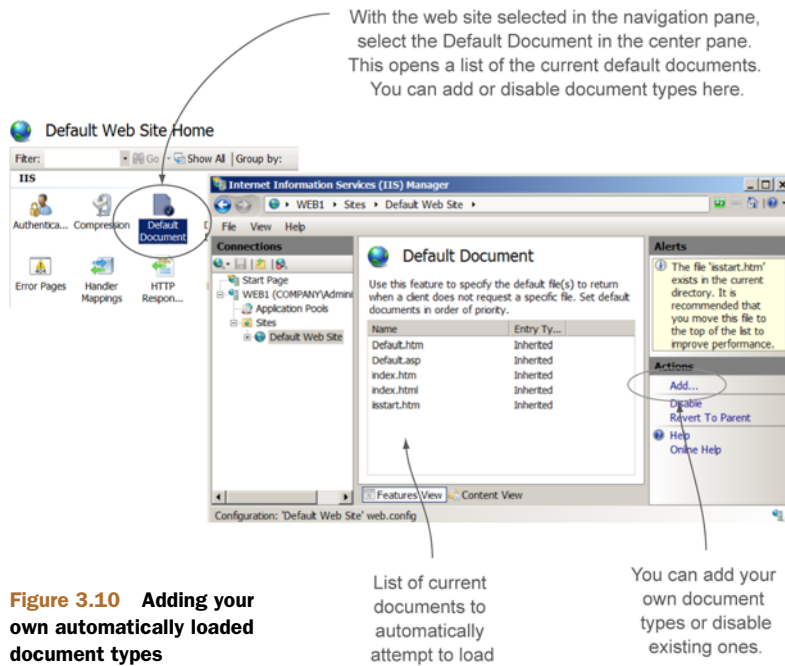 With the web site selected in the navigation pane,
select the Default Document in the center pane.
This opens a list of the current default documents.
You can add or disable document types here.
Default Web Site Home
Filter:
Go
Show All
Group by:
IIS
Authentica...
Compression
Default
Document
Error Pages
Handler
Mappings
HTTP
Respon...
Internet Information Services (IIS) Manager
WEB1
Sites
Default Web Site
File View Help
Connections
Start Page
WEB1 (COMPANY\Admini
Application Pools
Sites
Default Web Site
Default Document
Use this feature to specify the default file(s) to return
when a client does not request a specific file. Set default
documents in order of priority.
Name Entry Ty...
Default.htm Inherited
Default.asp Inherited
index.htm Inherited
index.html Inherited
iisstart.htm Inherited
Features View Content View
Alerts
The file 'iisstart.htm'
exists in the current
directory. It is
recommended that
you move this file to
the top of the list to
improve performance.
Actions
Add...
Disable
Revert To Parent
Help
Online Help
Configuration: 'Default Web Site' web.config
List of current
documents to
automatically
attempt to load
You can add your
own document
types or disable
existing ones.
Figure 3.10 Adding your
own automatically loaded
document types